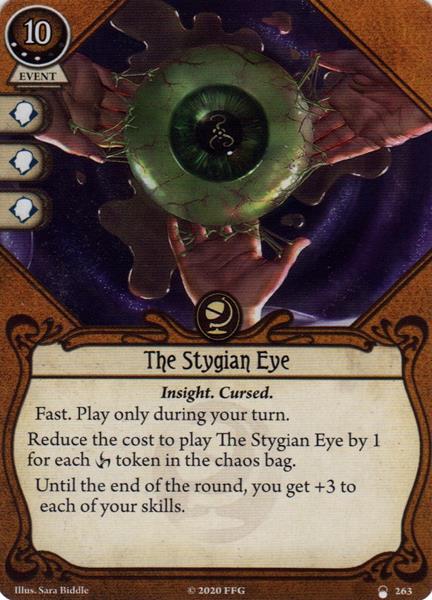 10
EVENT
The Stygian Eye
Insight. Cursed.
Fast. Play only during your turn.
Reduce the cost to play The Stygian Eye by 1
for each token in the chaos bag.
Until the end of the round, you get +3 to
each of your skills.
Illus. Sara Biddle © 2020 FFG 263